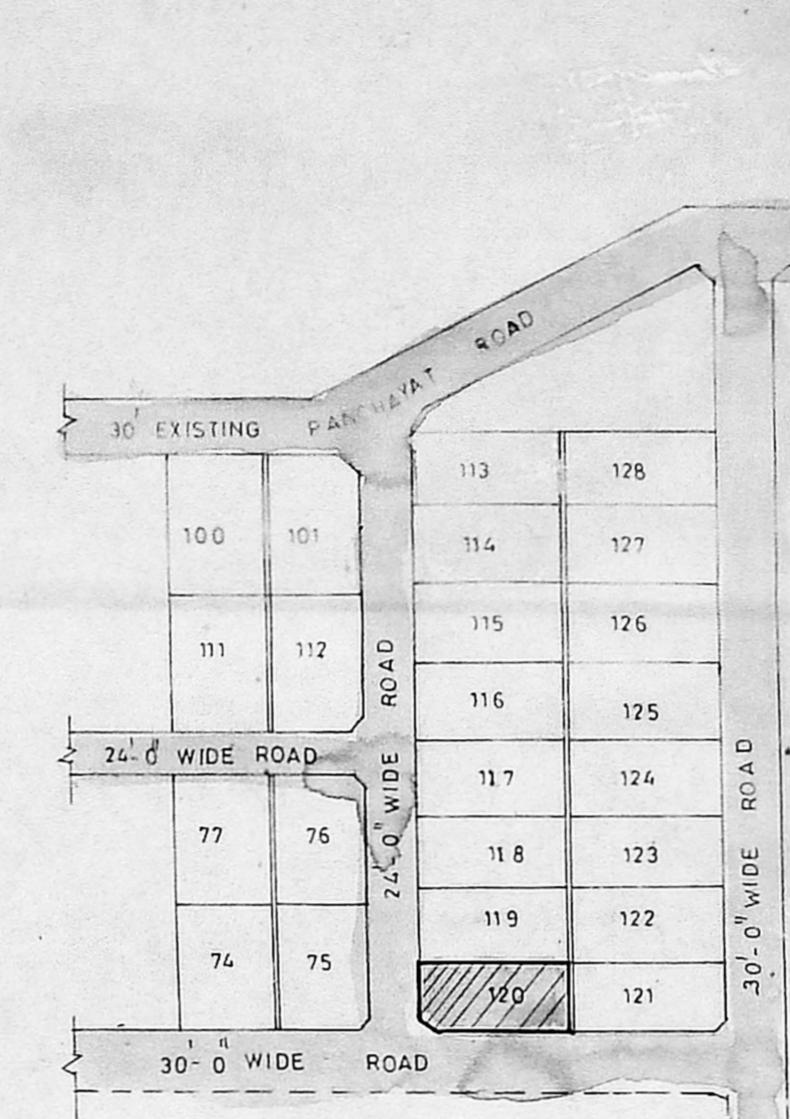 30' EXISTING PANCHAYAT ROAD
113 128
100 101 114 127
111 112 115 126
116 125
24'-0" WIDE ROAD
24'-0" WIDE ROAD
117 124
77 76 118 123
119 122
74 75 120 121
30'-0" WIDE ROAD
30'-0" WIDE ROAD